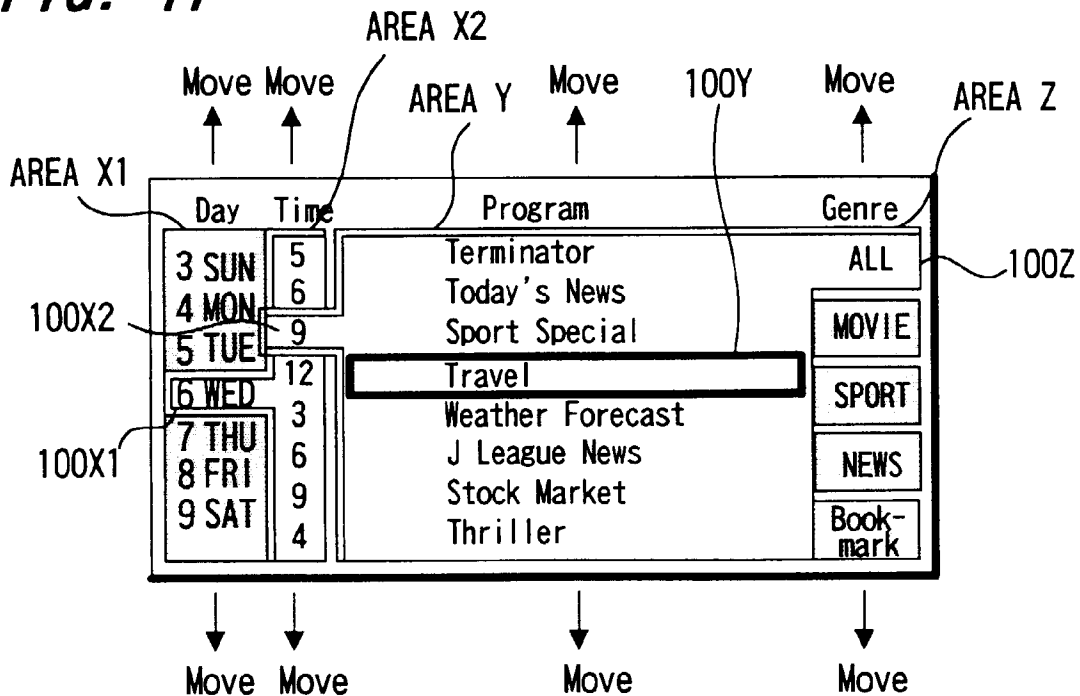 AREA X2
Move Move Move Move
AREA Y 100Y AREA Z
AREA X1
Day Time Program Genre
3 SUN 5 Terminator ALL 100Z
4 MON 6 Today's News
100X2 5 TUE 9 Sport Special MOVIE
6 WED 12 Travel SPORT
100X1 7 THU 3 Weather Forecast
8 FRI 6 J League News NEWS
9 SAT 9 Stock Market
4 Thriller Book-
mark
Move Move Move Move